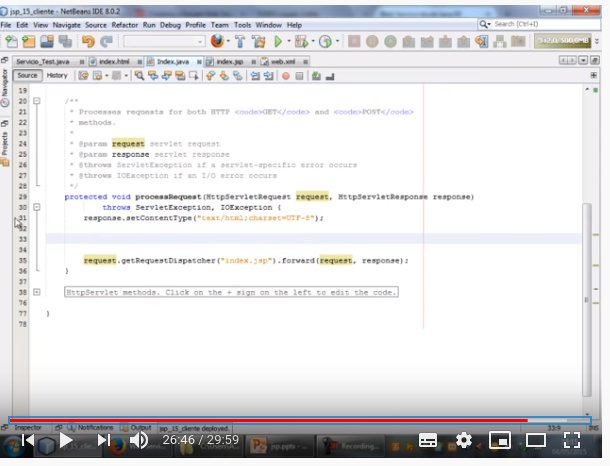 jsp_15_cliente - NetBeans IDE 8.0.2
File Edit View Navigate Source Refactor Run Debug Profile Team Tools Window Help
Search (Ctrl+I)
Servicio_Test.java index.html Index.java index.jsp web.xml
Source History
Navigator
Projects
19
20 /**
21 * Processes requests for both HTTP <code>GET</code> and <code>POST</code>
22 * methods.
23 *
24 * @param request servlet request
25 * @param response servlet response
26 * @throws ServletException if a servlet-specific error occurs
27 * @throws IOException if an I/O error occurs
28 */
29 protected void processRequest(HttpServletRequest request, HttpServletResponse response)
30 throws ServletException, IOException {
31 response.setContentType("text/html;charset=UTF-8");
32
33
34
35 request.getRequestDispatcher("index.jsp").forward(request, response);
36 }
37
38 HttpServlet methods. Click on the + sign on the left to edit the code.
76
77 }
78
Inspector Notifications Output jsp_15_cliente deployed. 33:9 INS
26:46 / 29:59
jsp.pptx - Recording...